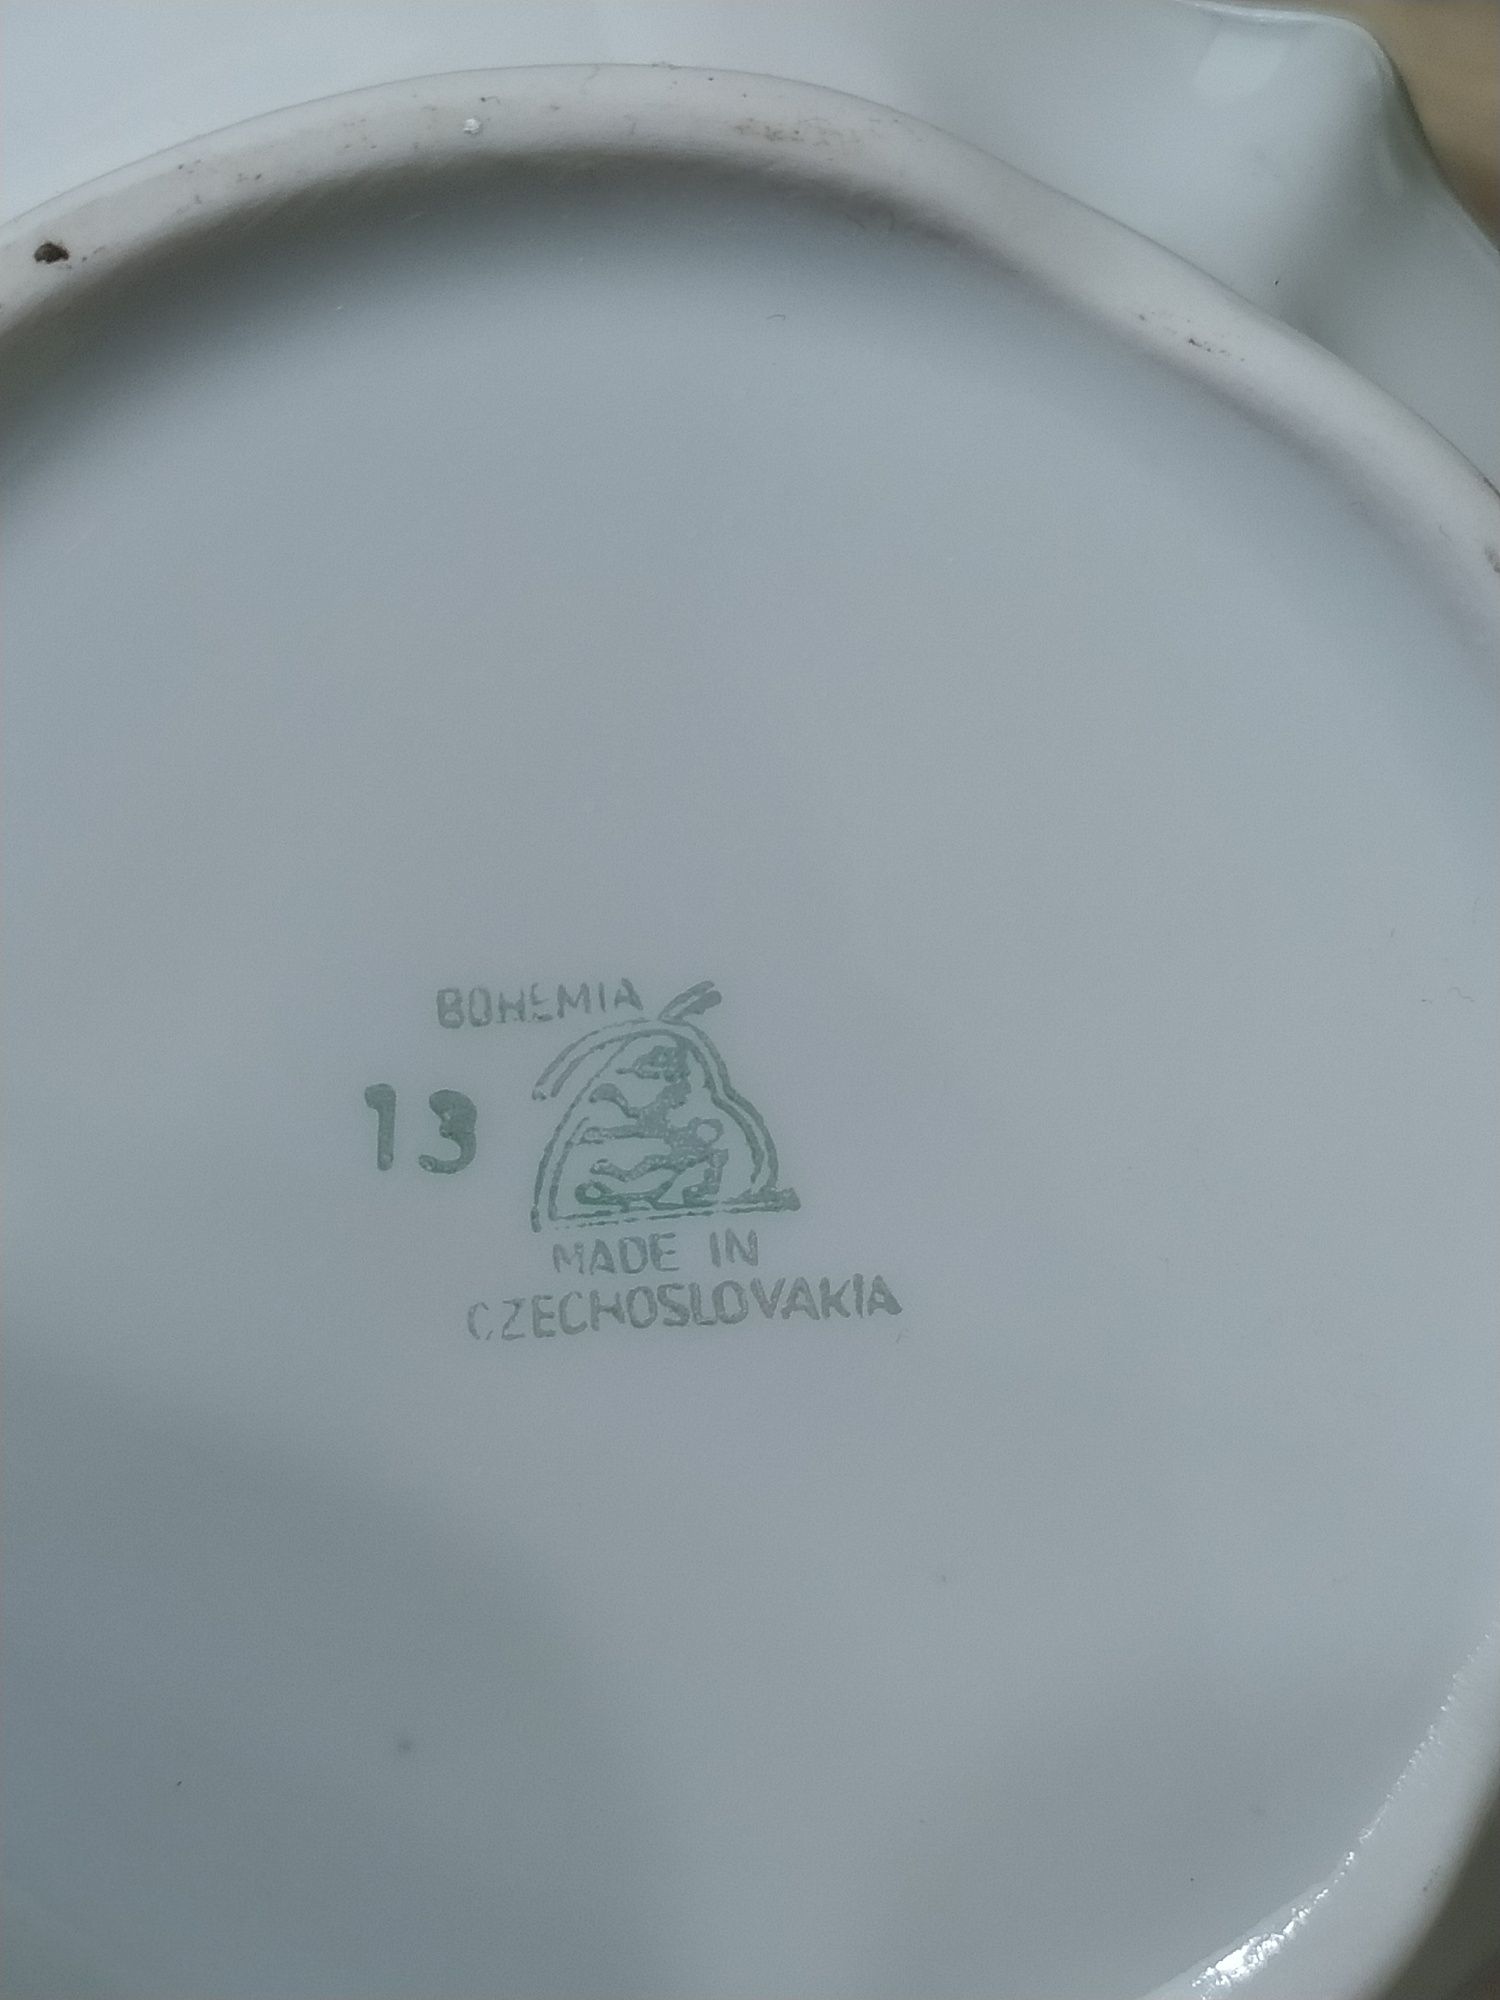 BOHEMIA
13
MADE IN
CZECHOSLOVAKIA